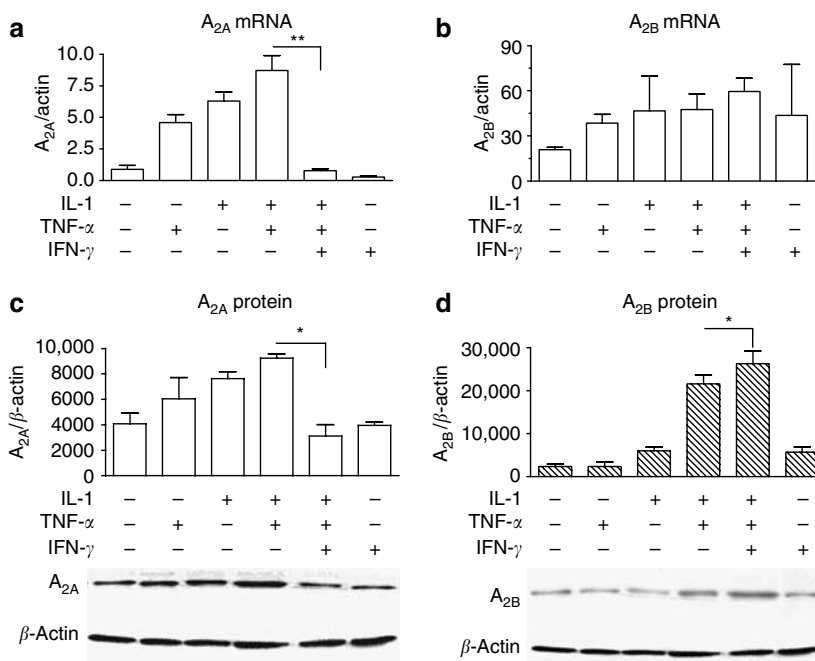 a
A2A mRNA
**
A2A/actin
10.0
7.5
5.0
2.5
0.0
IL-1 – – + + + –
TNF-α – + – + + –
IFN-γ – – – – + +
b
A2B mRNA
A2B/actin
90
60
30
0
IL-1 – – + + + –
TNF-α – + – + + –
IFN-γ – – – – + +
c
A2A protein
*
A2A/β-actin
10,000
8000
6000
4000
2000
0
IL-1 – – + + + –
TNF-α – + – + + –
IFN-γ – – – – + +
A2A
β-Actin
d
A2B protein
*
A2B/β-actin
30,000
20,000
10,000
0
IL-1 – – + + + –
TNF-α – + – + + –
IFN-γ – – – – + +
A2B
β-Actin